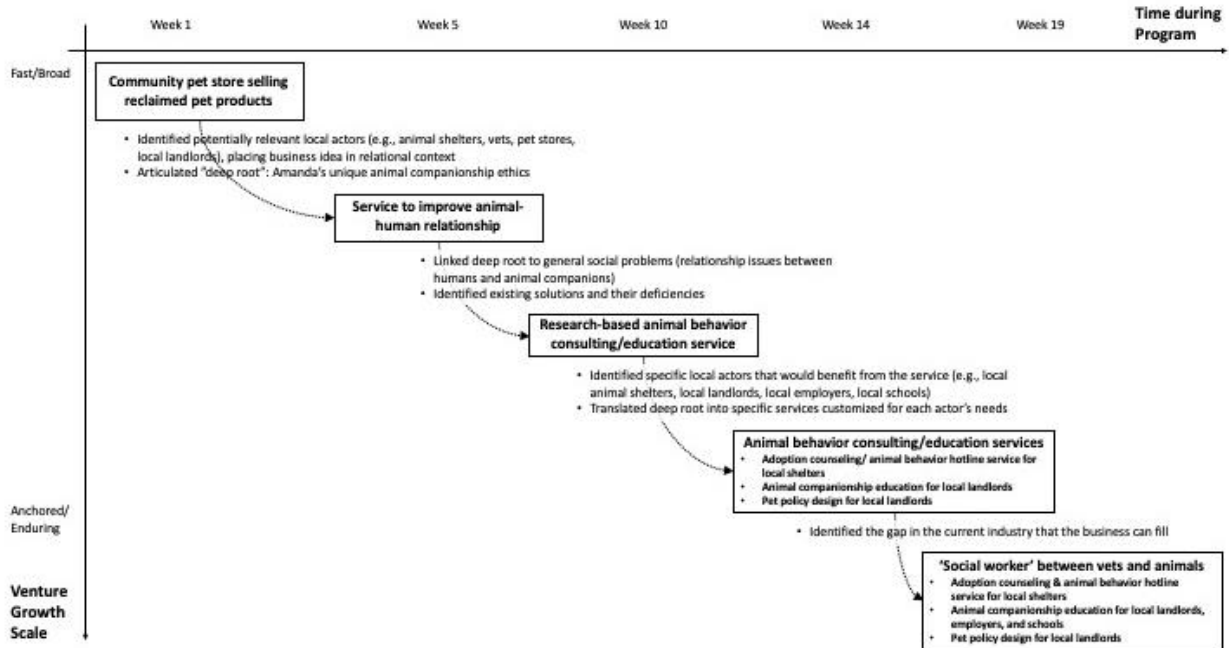 Week 1
Week 5
Week 10
Week 14
Week 19
Time during
Program
Fast/Broad
Community pet store selling
reclaimed pet products
• Identified potentially relevant local actors (e.g., animal shelters, vets, pet stores,
local landlords), placing business idea in relational context
• Articulated "deep root": Amanda's unique animal companionship ethics
Service to improve animal-
human relationship
• Linked deep root to general social problems (relationship issues between
humans and animal companions)
• Identified existing solutions and their deficiencies
Research-based animal behavior
consulting/education service
• Identified specific local actors that would benefit from the service (e.g., local
animal shelters, local landlords, local employers, local schools)
• Translated deep root into specific services customized for each actor's needs
Animal behavior consulting/education services
• Adoption counseling/ animal behavior hotline service for
local shelters
• Animal companionship education for local landlords
• Pet policy design for local landlords
Anchored/
Enduring
• Identified the gap in the current industry that the business can fill
'Social worker' between vets and animals
• Adoption counseling & animal behavior hotline
service for local shelters
• Animal companionship education for local landlords,
employers, and schools
• Pet policy design for local landlords
Venture
Growth
Scale